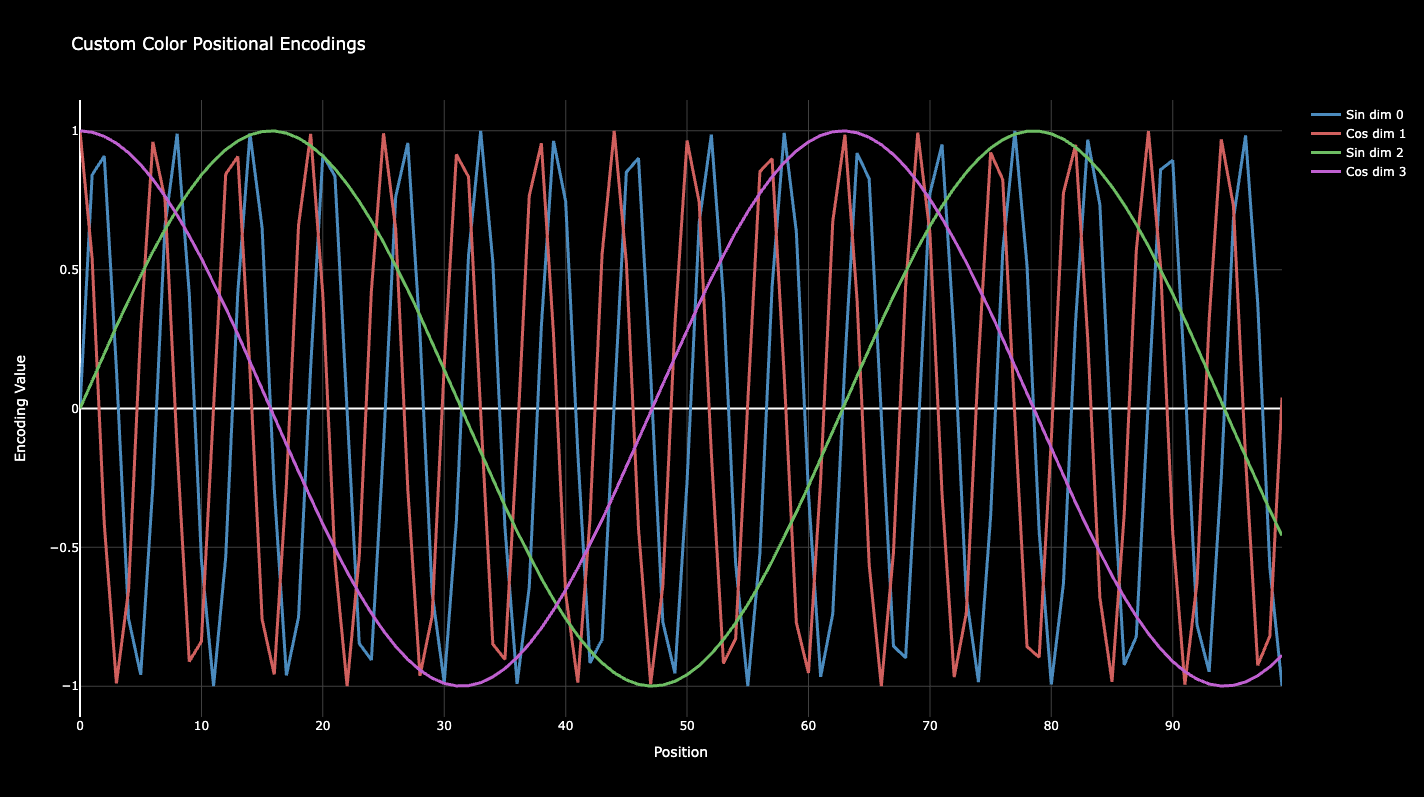 Custom Color Positional Encodings
Sin dim 0
Cos dim 1
Sin dim 2
Cos dim 3
1
0.5
0
−0.5
−1
Encoding Value
0 10 20 30 40 50 60 70 80 90
Position